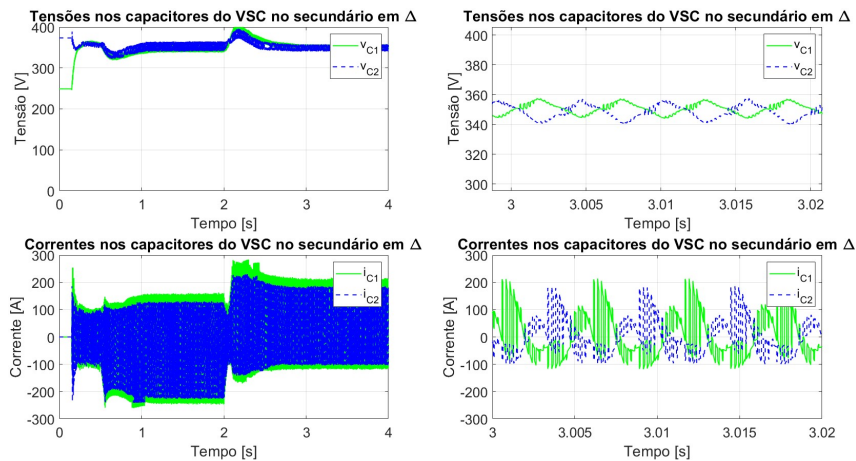 Tensões nos capacitores do VSC no secundário em Δ
400
300
200
100
0
Tensão [V]
v_C1
v_C2
0 1 2 3 4
Tempo [s]
Tensões nos capacitores do VSC no secundário em Δ
400
380
360
340
320
300
Tensão [V]
v_C1
v_C2
3 3.005 3.01 3.015 3.02
Tempo [s]
Correntes nos capacitores do VSC no secundário em Δ
300
200
100
0
-100
-200
-300
Corrente [A]
i_C1
i_C2
0 1 2 3 4
Tempo [s]
Correntes nos capacitores do VSC no secundário em Δ
300
200
100
0
-100
-200
-300
Corrente [A]
i_C1
i_C2
3 3.005 3.01 3.015 3.02
Tempo [s]